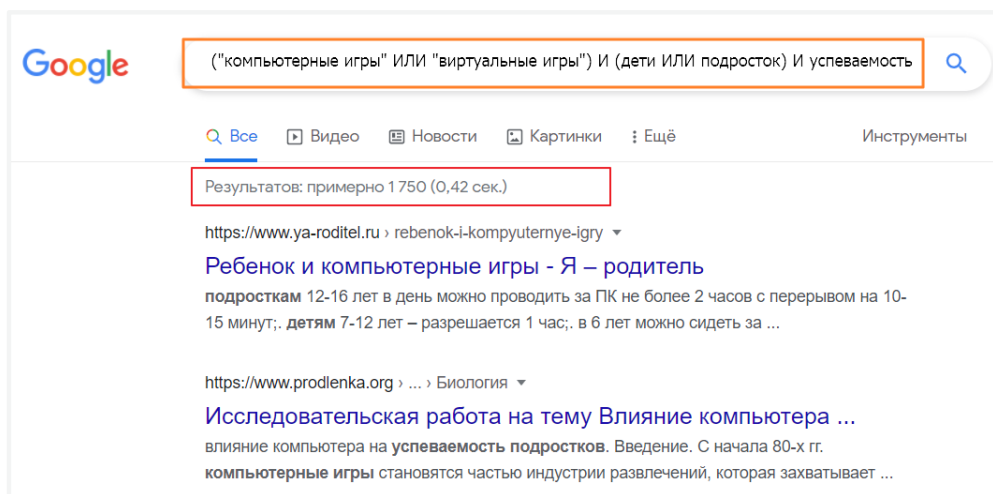 Google
("компьютерные игры" ИЛИ "виртуальные игры") И (дети ИЛИ подросток) И успеваемость
Все Видео Новости Картинки Ещё Инструменты
Результатов: примерно 1 750 (0,42 сек.)
https://www.ya-roditel.ru › rebenok-i-kompyuternye-igry
Ребенок и компьютерные игры - Я – родитель
подросткам 12-16 лет в день можно проводить за ПК не более 2 часов с перерывом на 10-
15 минут;. детям 7-12 лет – разрешается 1 час;. в 6 лет можно сидеть за ...
https://www.prodlenka.org › ... › Биология
Исследовательская работа на тему Влияние компьютера ...
влияние компьютера на успеваемость подростков. Введение. С начала 80-х гг.
компьютерные игры становятся частью индустрии развлечений, которая захватывает ...